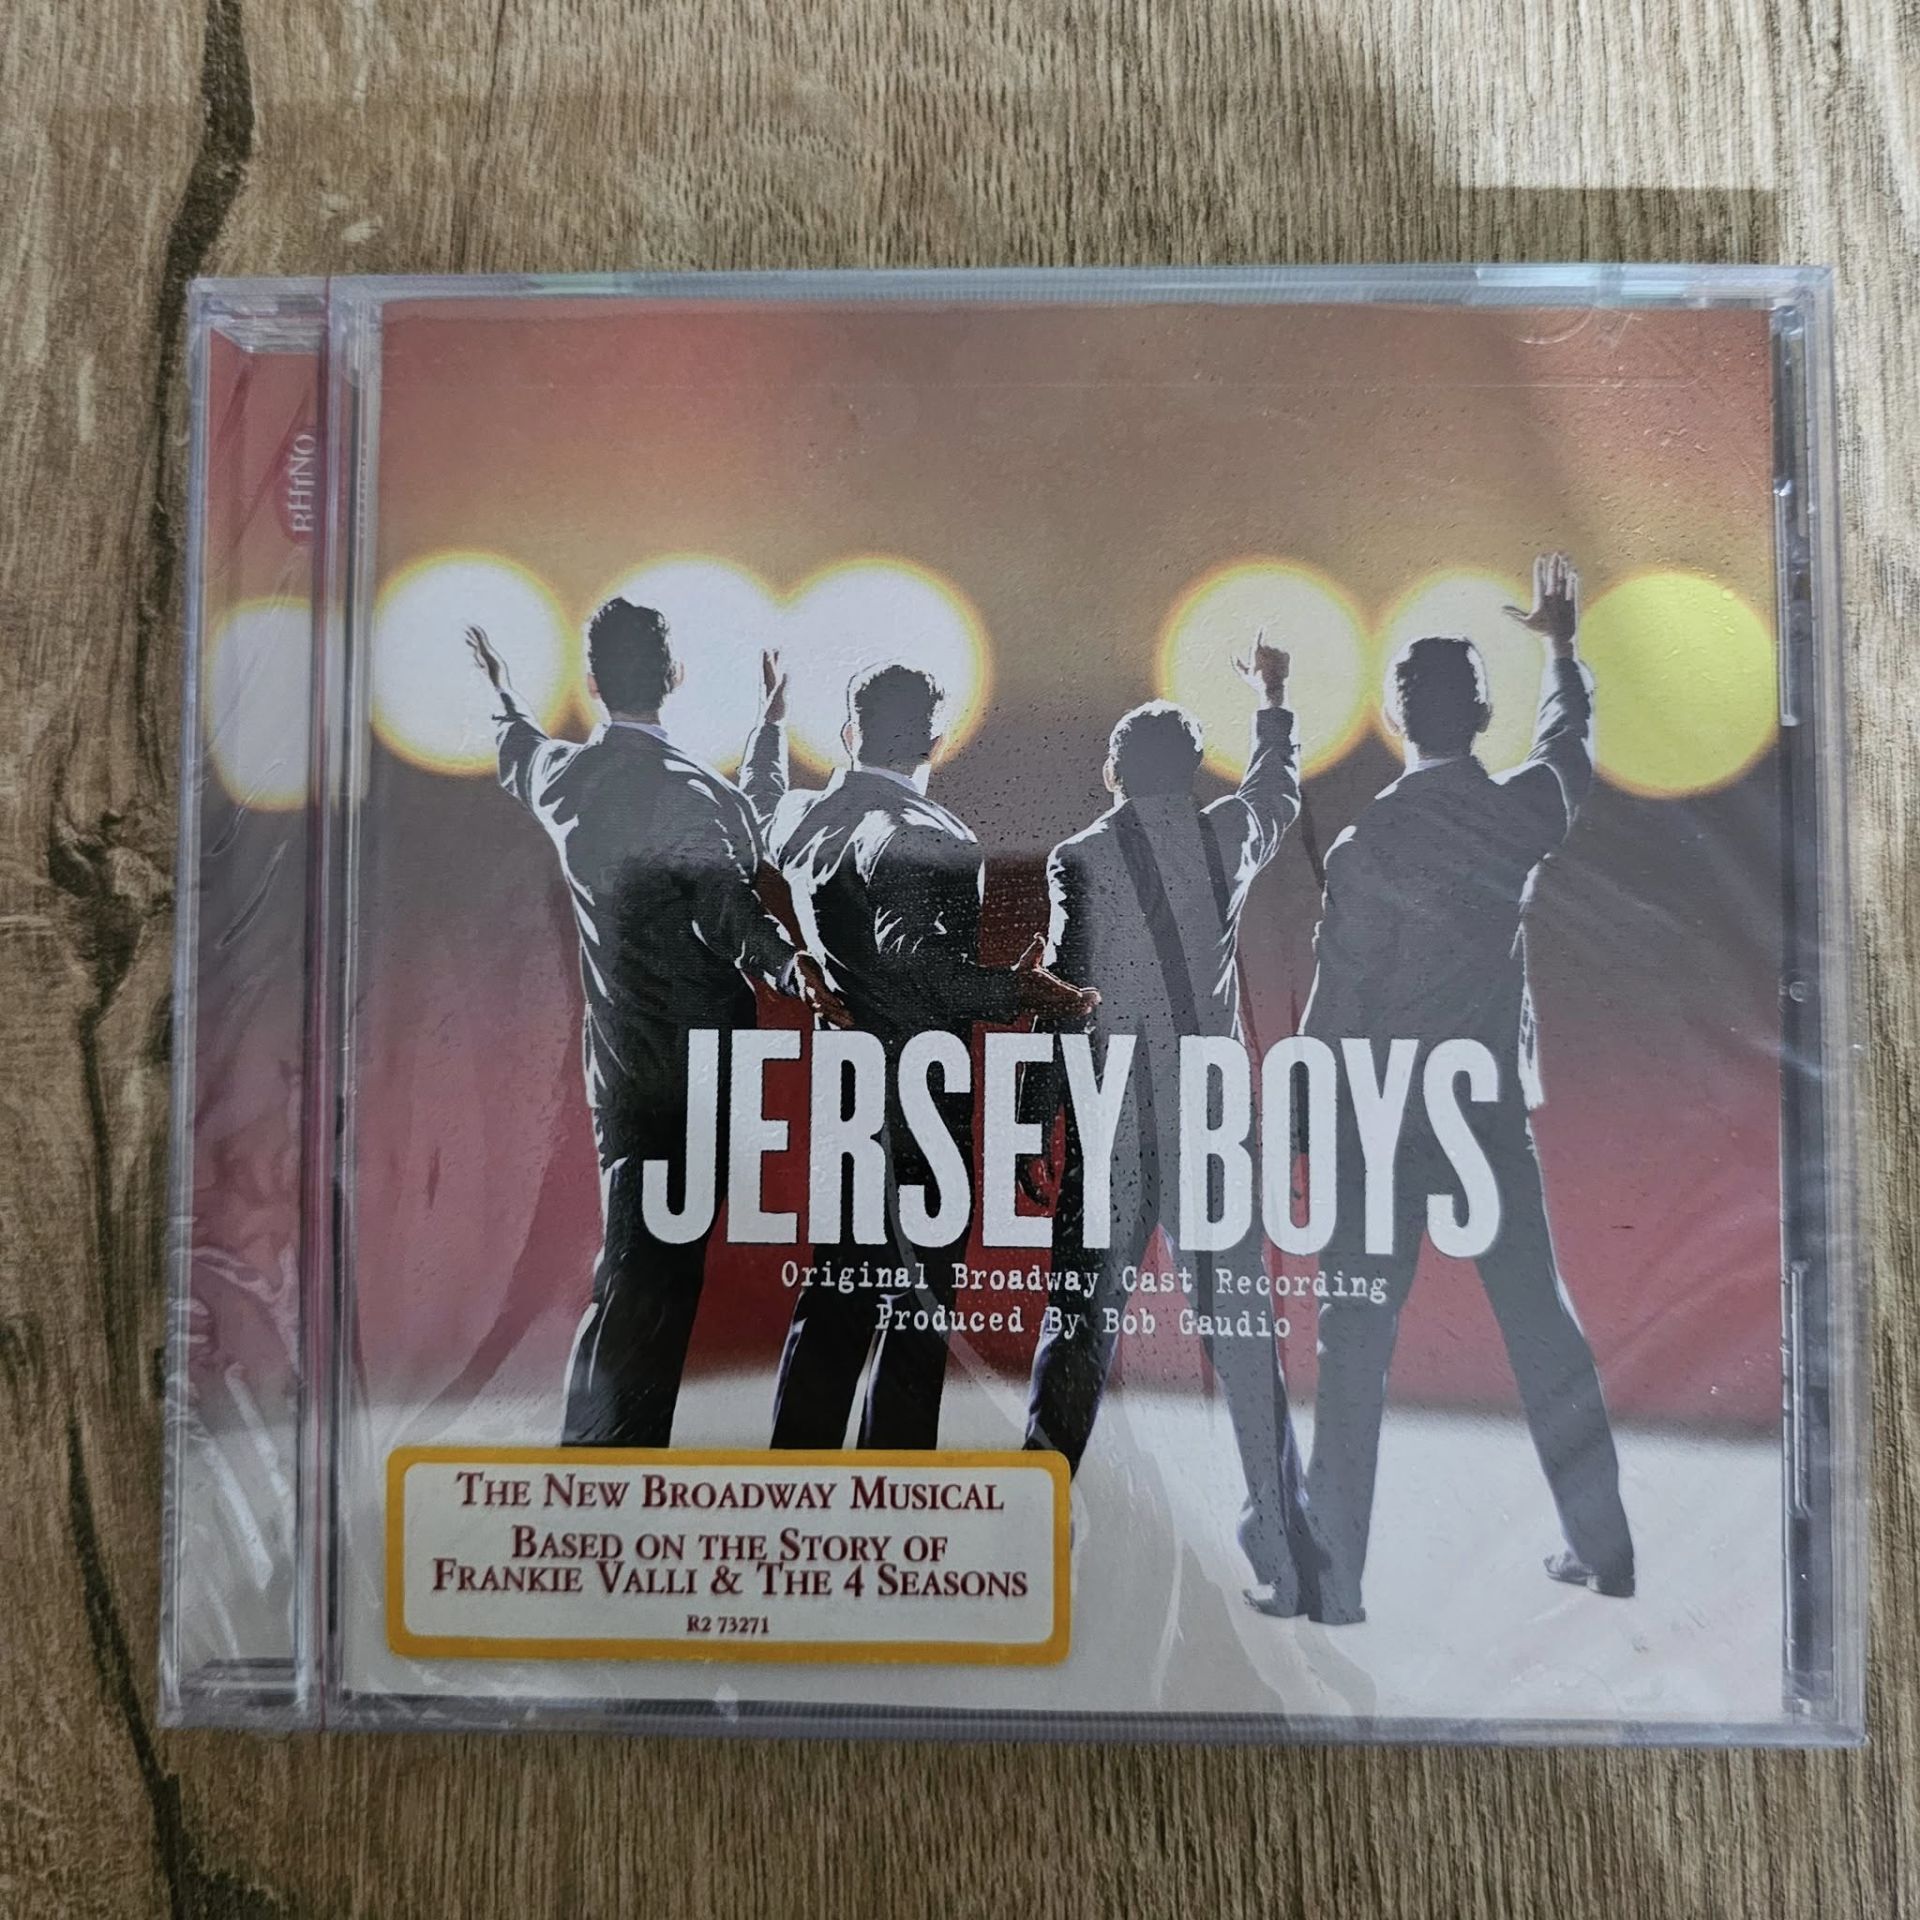 RHINO
JERSEY BOYS
Original Broadway Cast Recording
Produced By Bob Gaudio
THE NEW BROADWAY MUSICAL
BASED ON THE STORY OF
FRANKIE VALLI & THE 4 SEASONS
R2 73271